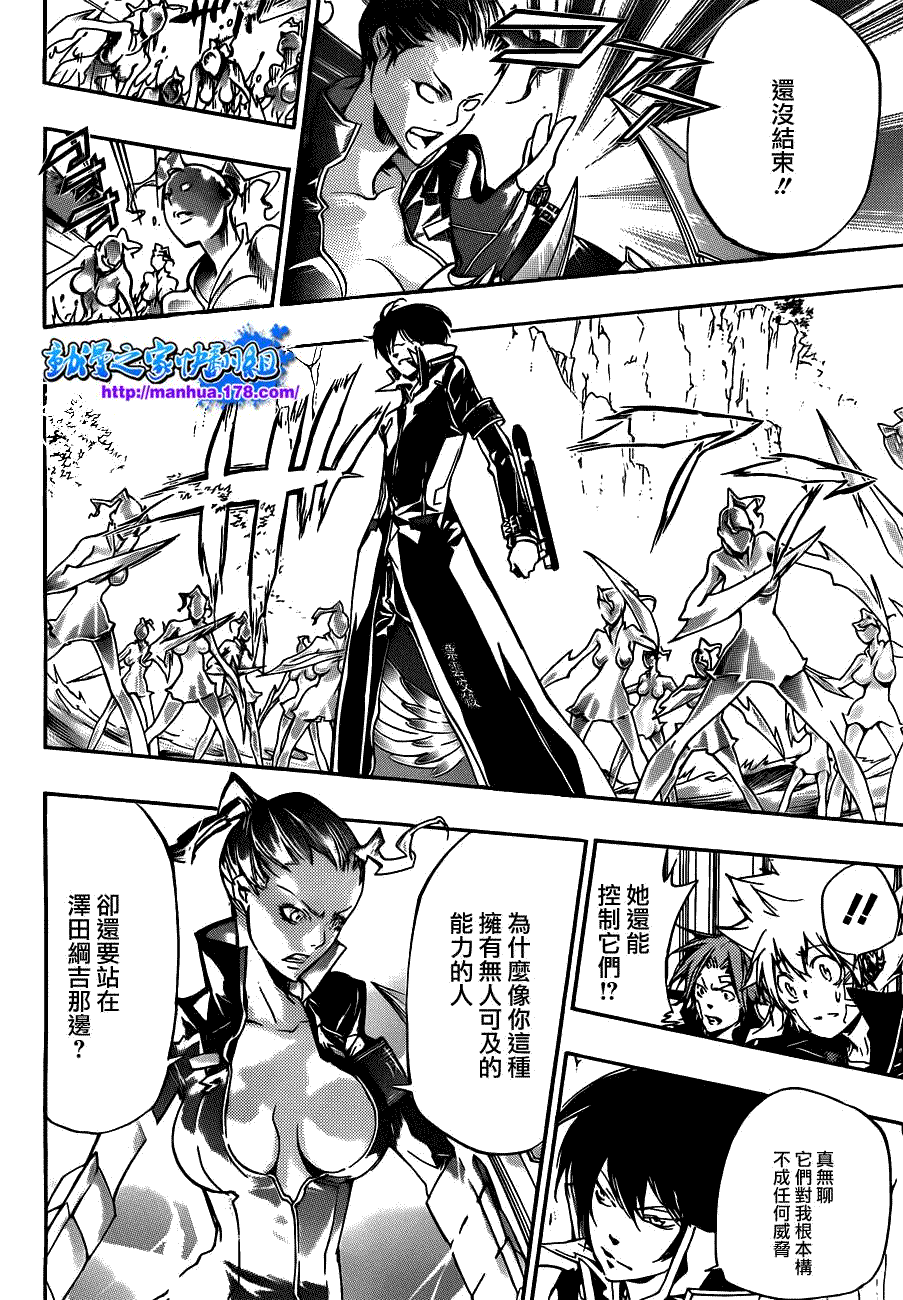 還沒結束!!
動漫之家快翻組
http://manhua.178.com/
!!
她還能
控制它們!?
真無聊
它們對我根本構
不成任何威脅
為什麼像你這種
擁有無人可及的
能力的人
卻還要站在
澤田綱吉那邊?